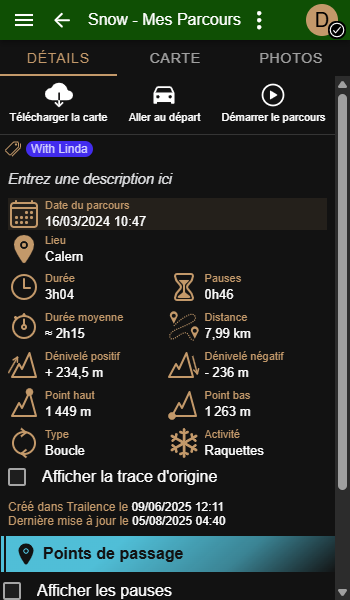 Snow - Mes Parcours
D
DÉTAILS CARTE PHOTOS
Télécharger la carte Aller au départ Démarrer le parcours
With Linda
Entrez une description ici
Date du parcours
16/03/2024 10:47
Lieu
Calern
Durée Pauses
3h04 0h46
Durée moyenne Distance
≈ 2h15 7,99 km
Dénivelé positif Dénivelé négatif
+ 234,5 m - 236 m
Point haut Point bas
1 449 m 1 263 m
Type Activité
Boucle Raquettes
Afficher la trace d'origine
Créé dans Trailence le 09/06/2025 12:11
Dernière mise à jour le 05/08/2025 04:40
Points de passage
Afficher les pauses